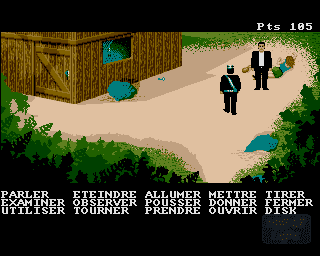 Pts 105
PARLER ETEINDRE ALLUMER METTRE TIRER
EXAMINER OBSERVER POUSSER DONNER FERMER
UTILISER TOURNER PRENDRE OUVRIR DISK